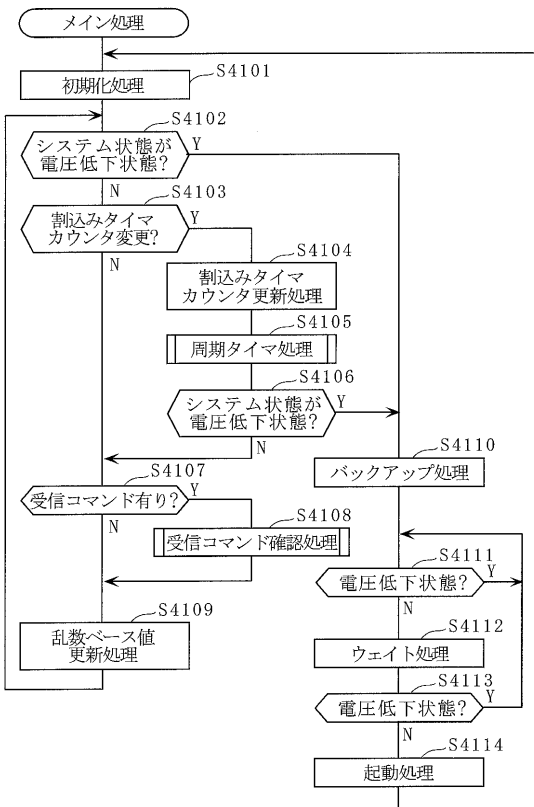 メイン処理
初期化処理
S4101
S4102
システム状態が
電圧低下状態?
Y
N
S4103
割込みタイマ
カウンタ変更?
Y
N
S4104
割込みタイマ
カウンタ更新処理
S4105
周期タイマ処理
S4106
システム状態が
電圧低下状態?
Y
N
S4107
受信コマンド有り?
Y
N
S4108
受信コマンド確認処理
S4109
乱数ベース値
更新処理
S4110
バックアップ処理
S4111
電圧低下状態?
Y
N
S4112
ウェイト処理
S4113
電圧低下状態?
Y
N
S4114
起動処理